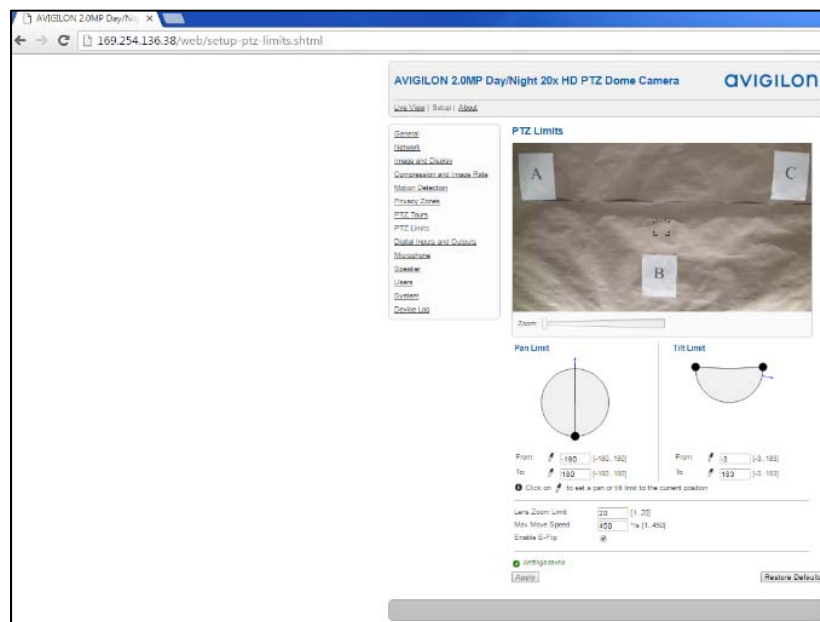 AVIGILON 2.0MP Day/Nig
169.254.136.38/web/setup-ptz-limits.shtml
AVIGILON 2.0MP Day/Night 20x HD PTZ Dome Camera
avigilon
Live View | Setup | About
General
Network
Image and Display
Compression and Image Rate
Motion Detection
Privacy Zones
PTZ Tours
PTZ Limits
Digital Inputs and Outputs
Microphone
Speaker
Users
System
Device Log
PTZ Limits
A
C
B
Zoom:
Pan Limit
Tilt Limit
From: -180 [-180..180]
To: 180 [-180..180]
From: -3 [-3..183]
To: 183 [-3..183]
Click on to set a pan or tilt limit to the current position
Lens Zoom Limit 20 [1..20]
Max Move Speed 450 °/s [1..450]
Enable E-Flip
Settings saved
Apply
Restore Defaults